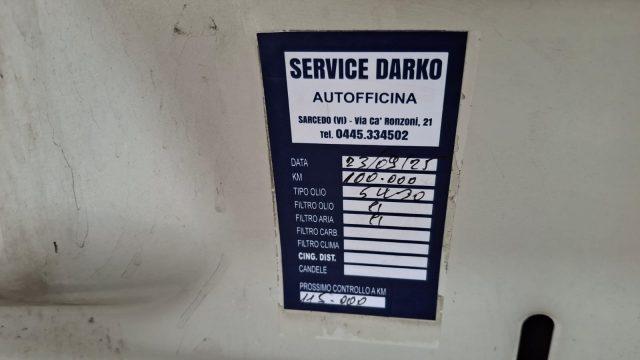 SERVICE DARKO
AUTOFFICINA
SARCEDO (VI) - Via Ca' Ronzoni, 21
Tel. 0445.334502
DATA 23/09/25
KM 100.000
TIPO OLIO 5W30
FILTRO OLIO
FILTRO ARIA
FILTRO CARB.
FILTRO CLIMA
CING. DIST.
CANDELE
PROSSIMO CONTROLLO A KM
115.000